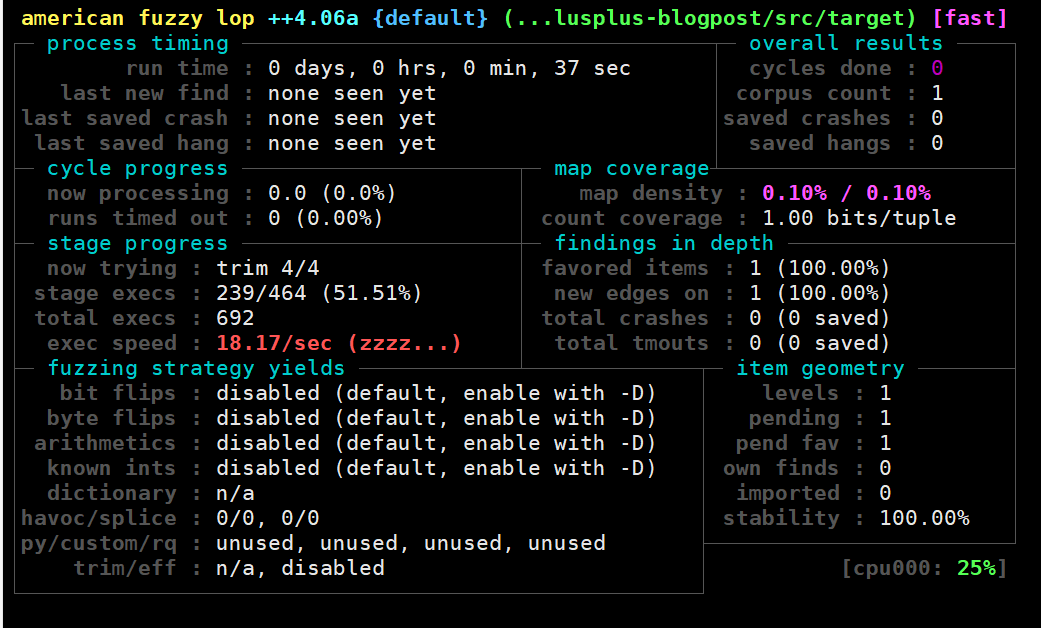 american fuzzy lop ++4.06a {default} (...lusplus-blogpost/src/target) [fast]
process timing overall results
run time : 0 days, 0 hrs, 0 min, 37 sec cycles done : 0
last new find : none seen yet corpus count : 1
last saved crash : none seen yet saved crashes : 0
last saved hang : none seen yet saved hangs : 0
cycle progress map coverage
now processing : 0.0 (0.0%) map density : 0.10% / 0.10%
runs timed out : 0 (0.00%) count coverage : 1.00 bits/tuple
stage progress findings in depth
now trying : trim 4/4 favored items : 1 (100.00%)
stage execs : 239/464 (51.51%) new edges on : 1 (100.00%)
total execs : 692 total crashes : 0 (0 saved)
exec speed : 18.17/sec (zzzz...) total tmouts : 0 (0 saved)
fuzzing strategy yields item geometry
bit flips : disabled (default, enable with -D) levels : 1
byte flips : disabled (default, enable with -D) pending : 1
arithmetics : disabled (default, enable with -D) pend fav : 1
known ints : disabled (default, enable with -D) own finds : 0
dictionary : n/a imported : 0
havoc/splice : 0/0, 0/0 stability : 100.00%
py/custom/rq : unused, unused, unused, unused
trim/eff : n/a, disabled [cpu000: 25%]